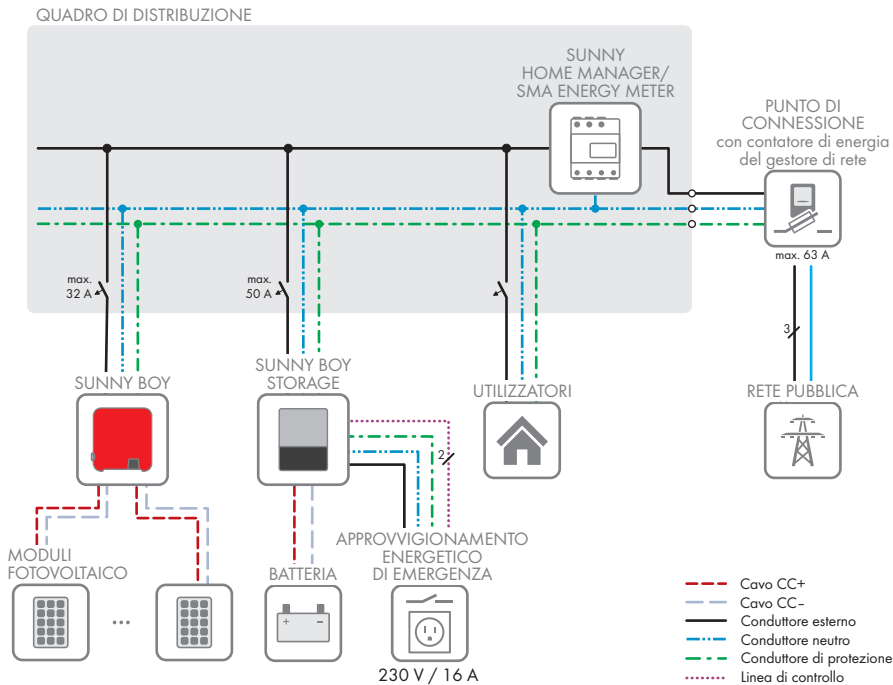 QUADRO DI DISTRIBUZIONE
SUNNY
HOME MANAGER/
SMA ENERGY METER
PUNTO DI
CONNESSIONE
con contatore di energia
del gestore di rete
max. 63 A
max.
32 A
max.
50 A
3
SUNNY BOY
SUNNY BOY
STORAGE
UTILIZZATORI
RETE PUBBLICA
2
MODULI
FOTOVOLTAICO
...
BATTERIA
+ −
APPROVVIGIONAMENTO
ENERGETICO
DI EMERGENZA
230 V / 16 A
Cavo CC+
Cavo CC−
Conduttore esterno
Conduttore neutro
Conduttore di protezione
Linea di controllo